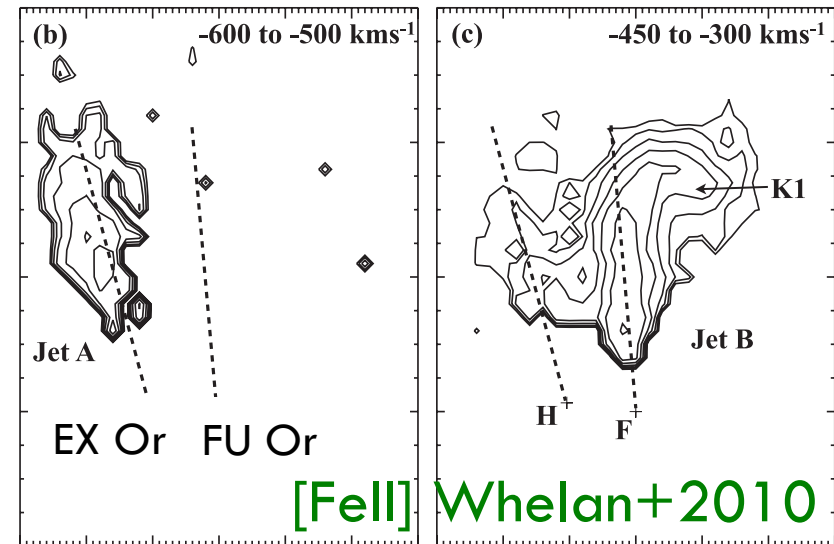 (b) -600 to -500 kms-1
(c) -450 to -300 kms-1
K1
Jet A
Jet B
H+
F+
EX Or FU Or
[FeII] Whelan+2010